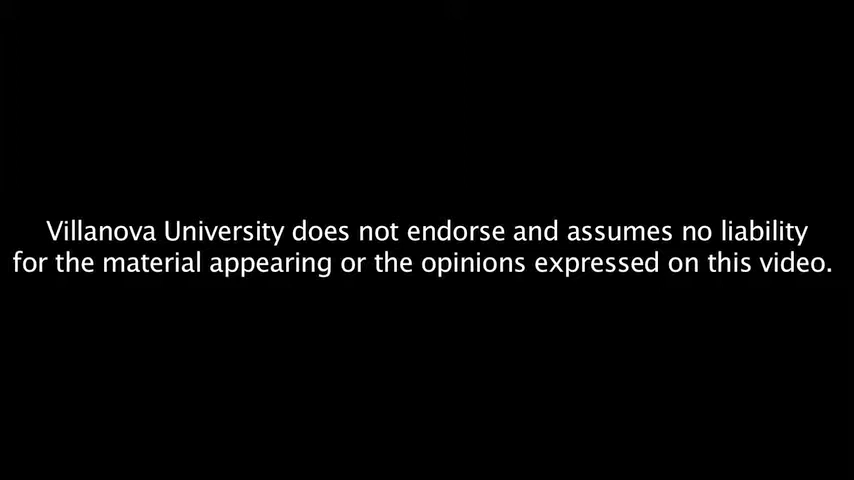 Villanova University does not endorse and assumes no liability
for the material appearing or the opinions expressed on this video.